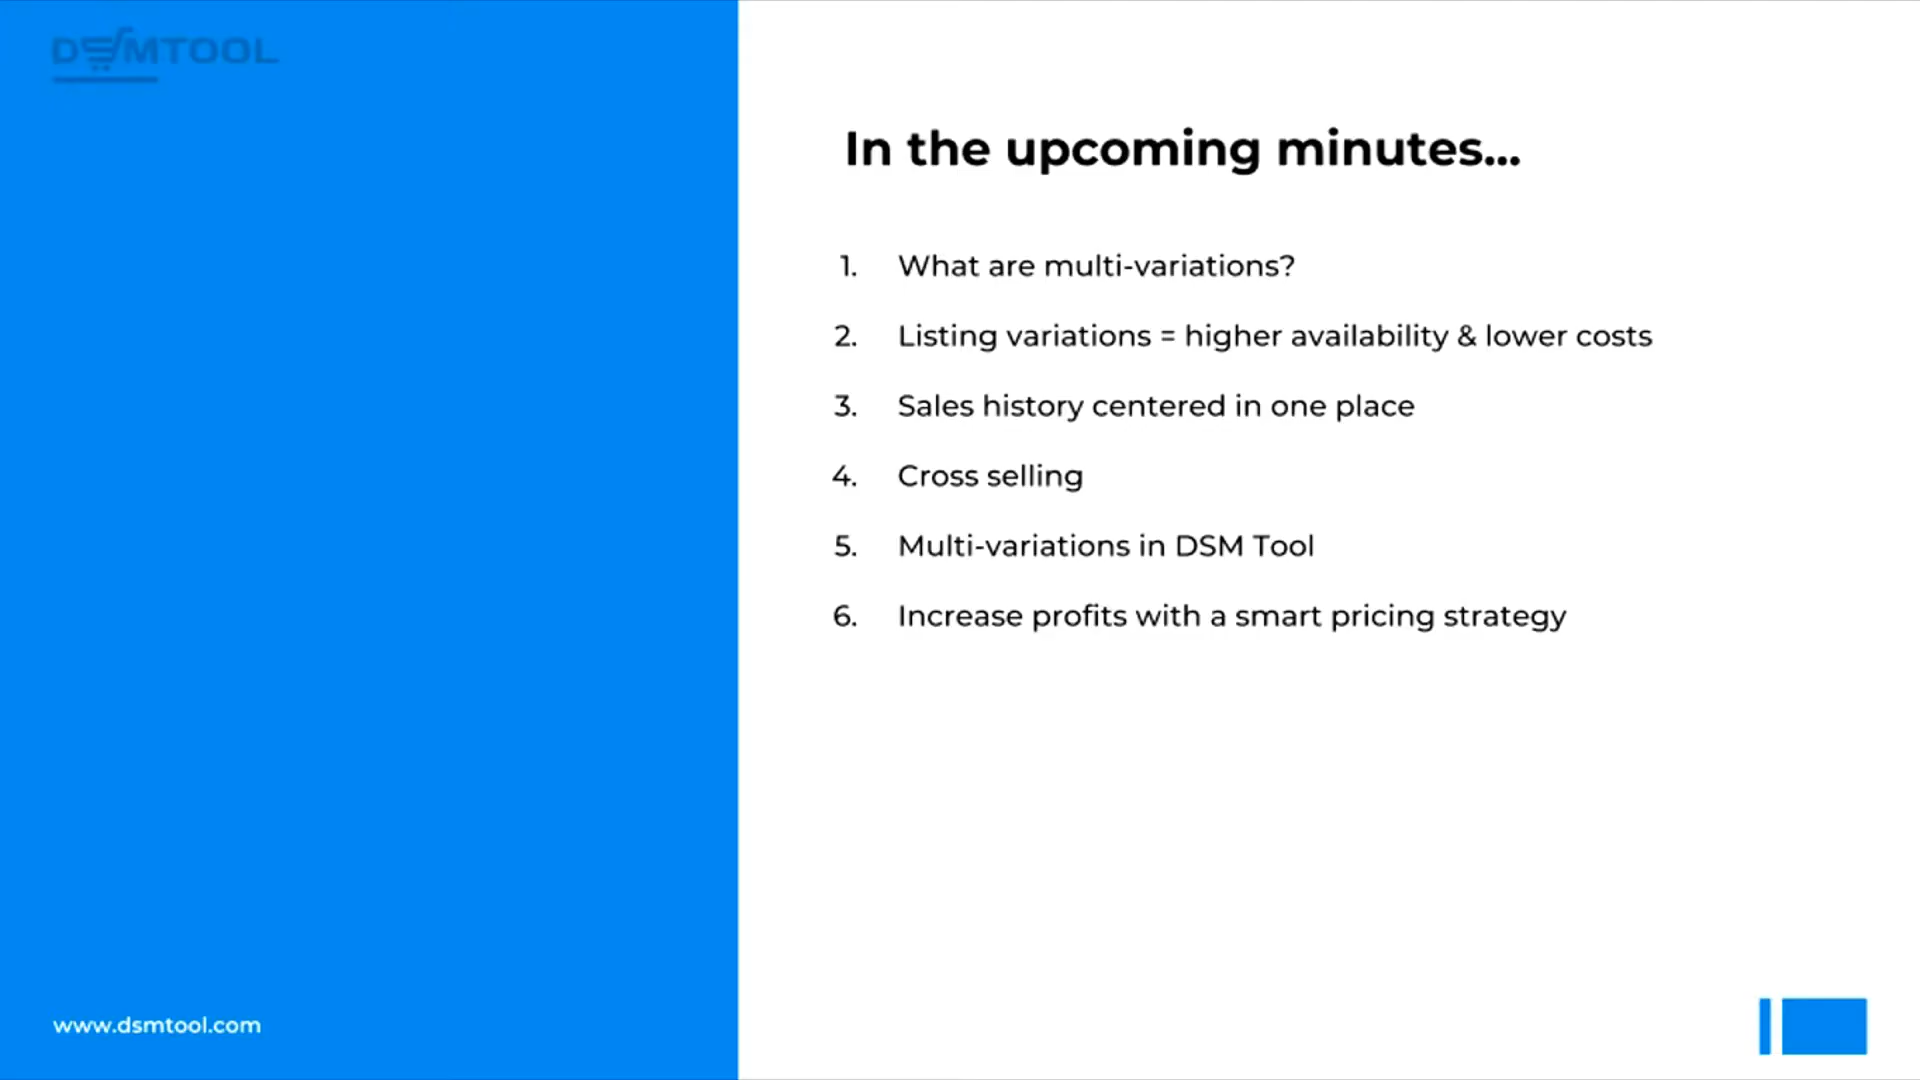 DSMTOOL
In the upcoming minutes...
1. What are multi-variations?
2. Listing variations = higher availability & lower costs
3. Sales history centered in one place
4. Cross selling
5. Multi-variations in DSM Tool
6. Increase profits with a smart pricing strategy
www.dsmtool.com